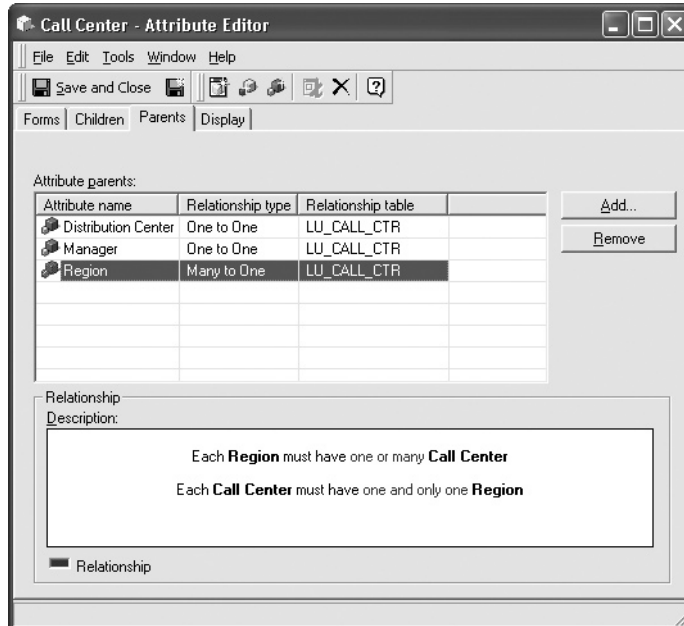 Call Center - Attribute Editor
File Edit Tools Window Help
Save and Close
Forms Children Parents Display
Attribute parents:
Attribute name Relationship type Relationship table
Distribution Center One to One LU_CALL_CTR
Manager One to One LU_CALL_CTR
Region Many to One LU_CALL_CTR
Add...
Remove
Relationship
Description:
Each Region must have one or many Call Center
Each Call Center must have one and only one Region
Relationship